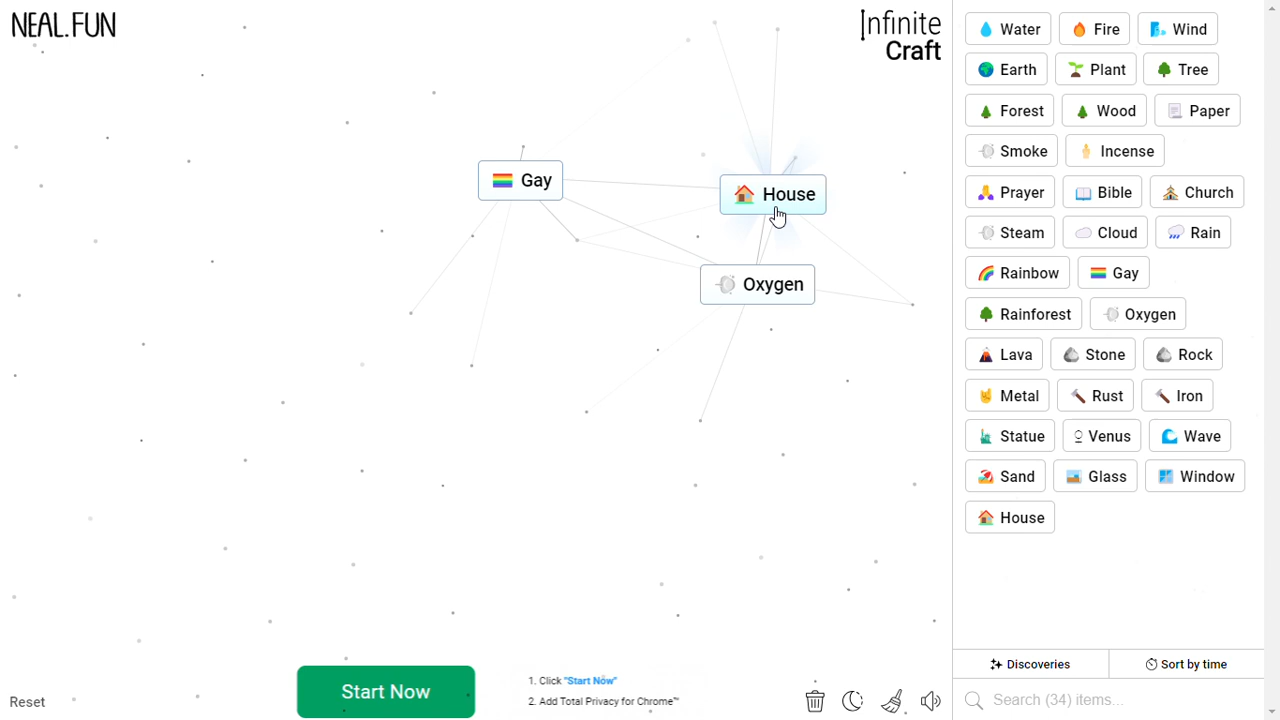 NEAL.FUN
Infinite
Craft
Gay
House
Oxygen
Water Fire Wind
Earth Plant Tree
Forest Wood Paper
Smoke Incense
Prayer Bible Church
Steam Cloud Rain
Rainbow Gay
Rainforest Oxygen
Lava Stone Rock
Metal Rust Iron
Statue Venus Wave
Sand Glass Window
House
Discoveries Sort by time
Search (34) items...
Reset
Start Now
1. Click "Start Now"
2. Add Total Privacy for Chrome™